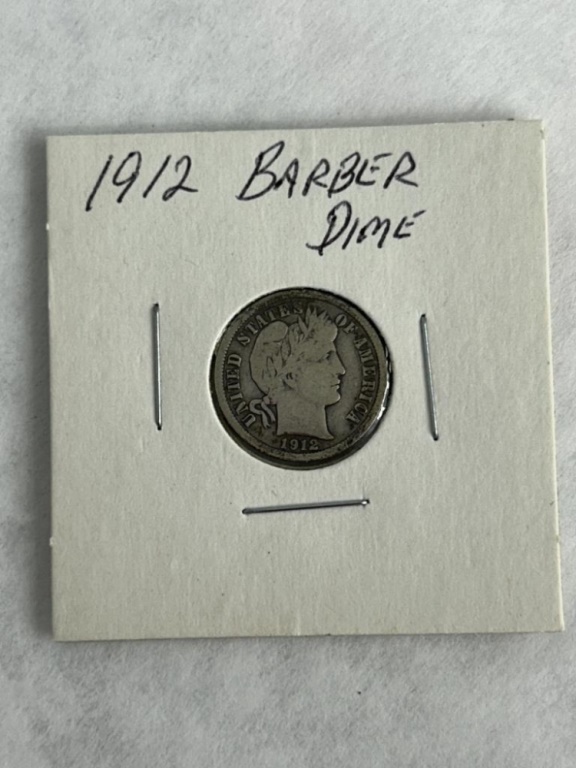 1912 BARBER
DIME
UNITED STATES OF AMERICA
1912